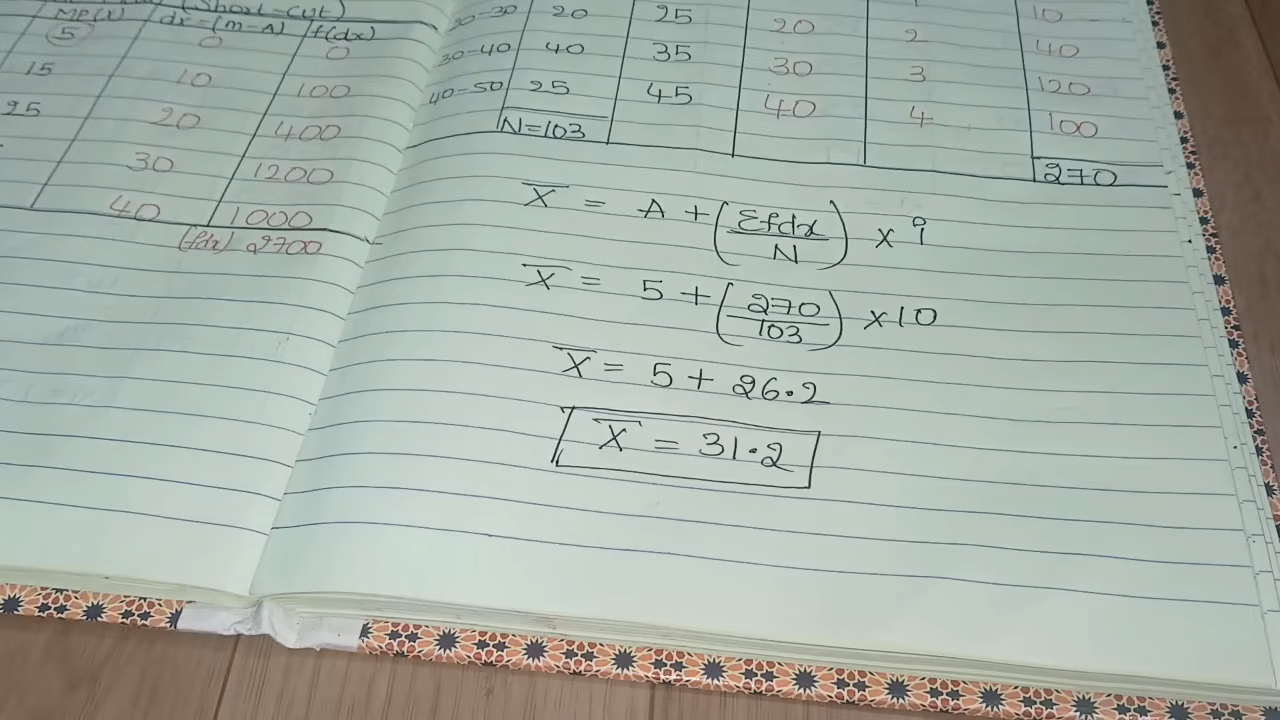 (Short-Cut)
MP(x) dx=(m-A) f(dx)
5 0 0
15 10 100
25 20 400
30 1200
40 1000
(fdx) 2700
20-30 20 25 20 2 40
30-40 40 35 30 3 120
40-50 25 45 40 4 100
N=103
270
X̅ = A + (Σfdx/N) × i
X̅ = 5 + (270/103) × 10
X̅ = 5 + 26.2
X̅ = 31.2